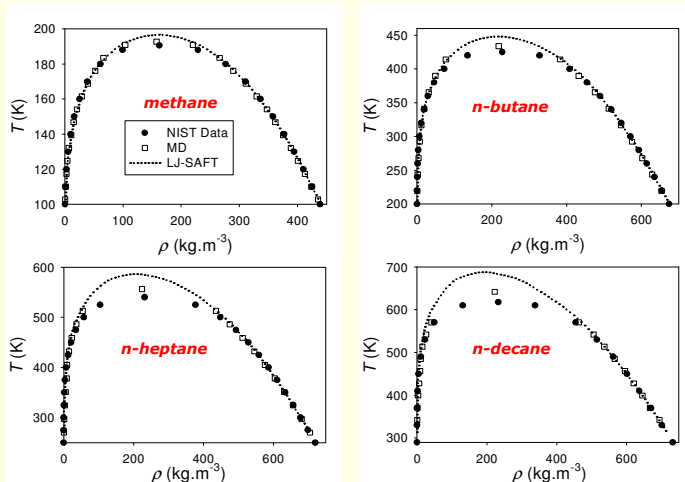 200
180
160
140
120
100
T (K)
methane
NIST Data
MD
LJ-SAFT
0 100 200 300 400
ρ (kg.m-3)
450
400
350
300
250
200
T (K)
n-butane
0 200 400 600
ρ (kg.m-3)
600
500
400
300
T (K)
n-heptane
0 200 400 600
ρ (kg.m-3)
700
600
500
400
300
T (K)
n-decane
0 200 400 600
ρ (kg.m-3)